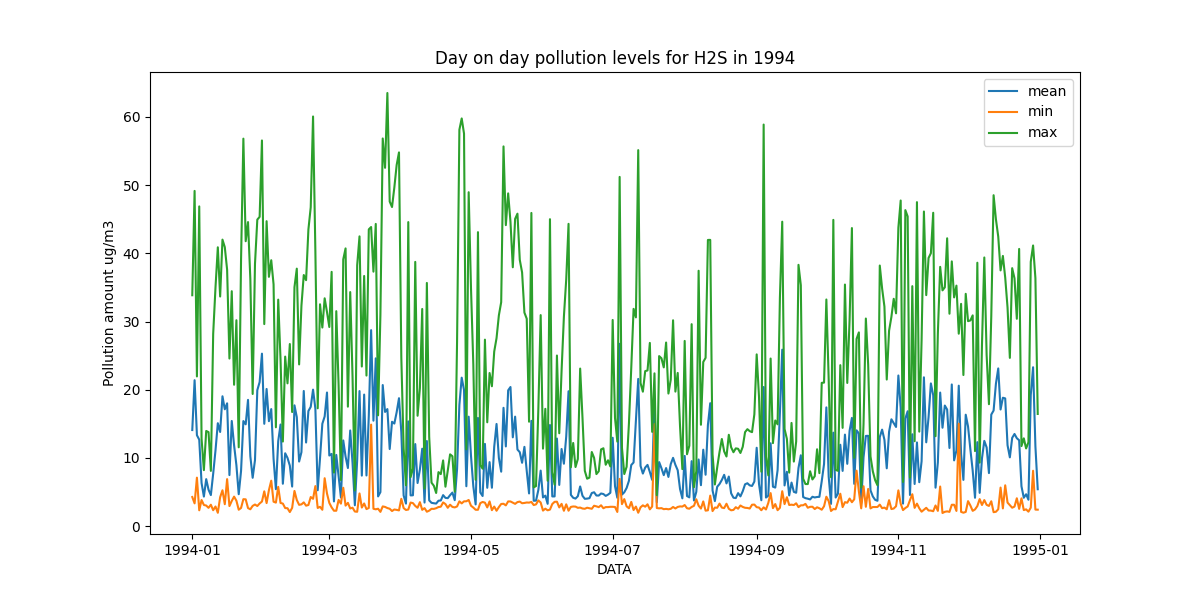 Day on day pollution levels for H2S in 1994
mean
min
max
Pollution amount ug/m3
60
50
40
30
20
10
0
1994-01 1994-03 1994-05 1994-07 1994-09 1994-11 1995-01
DATA